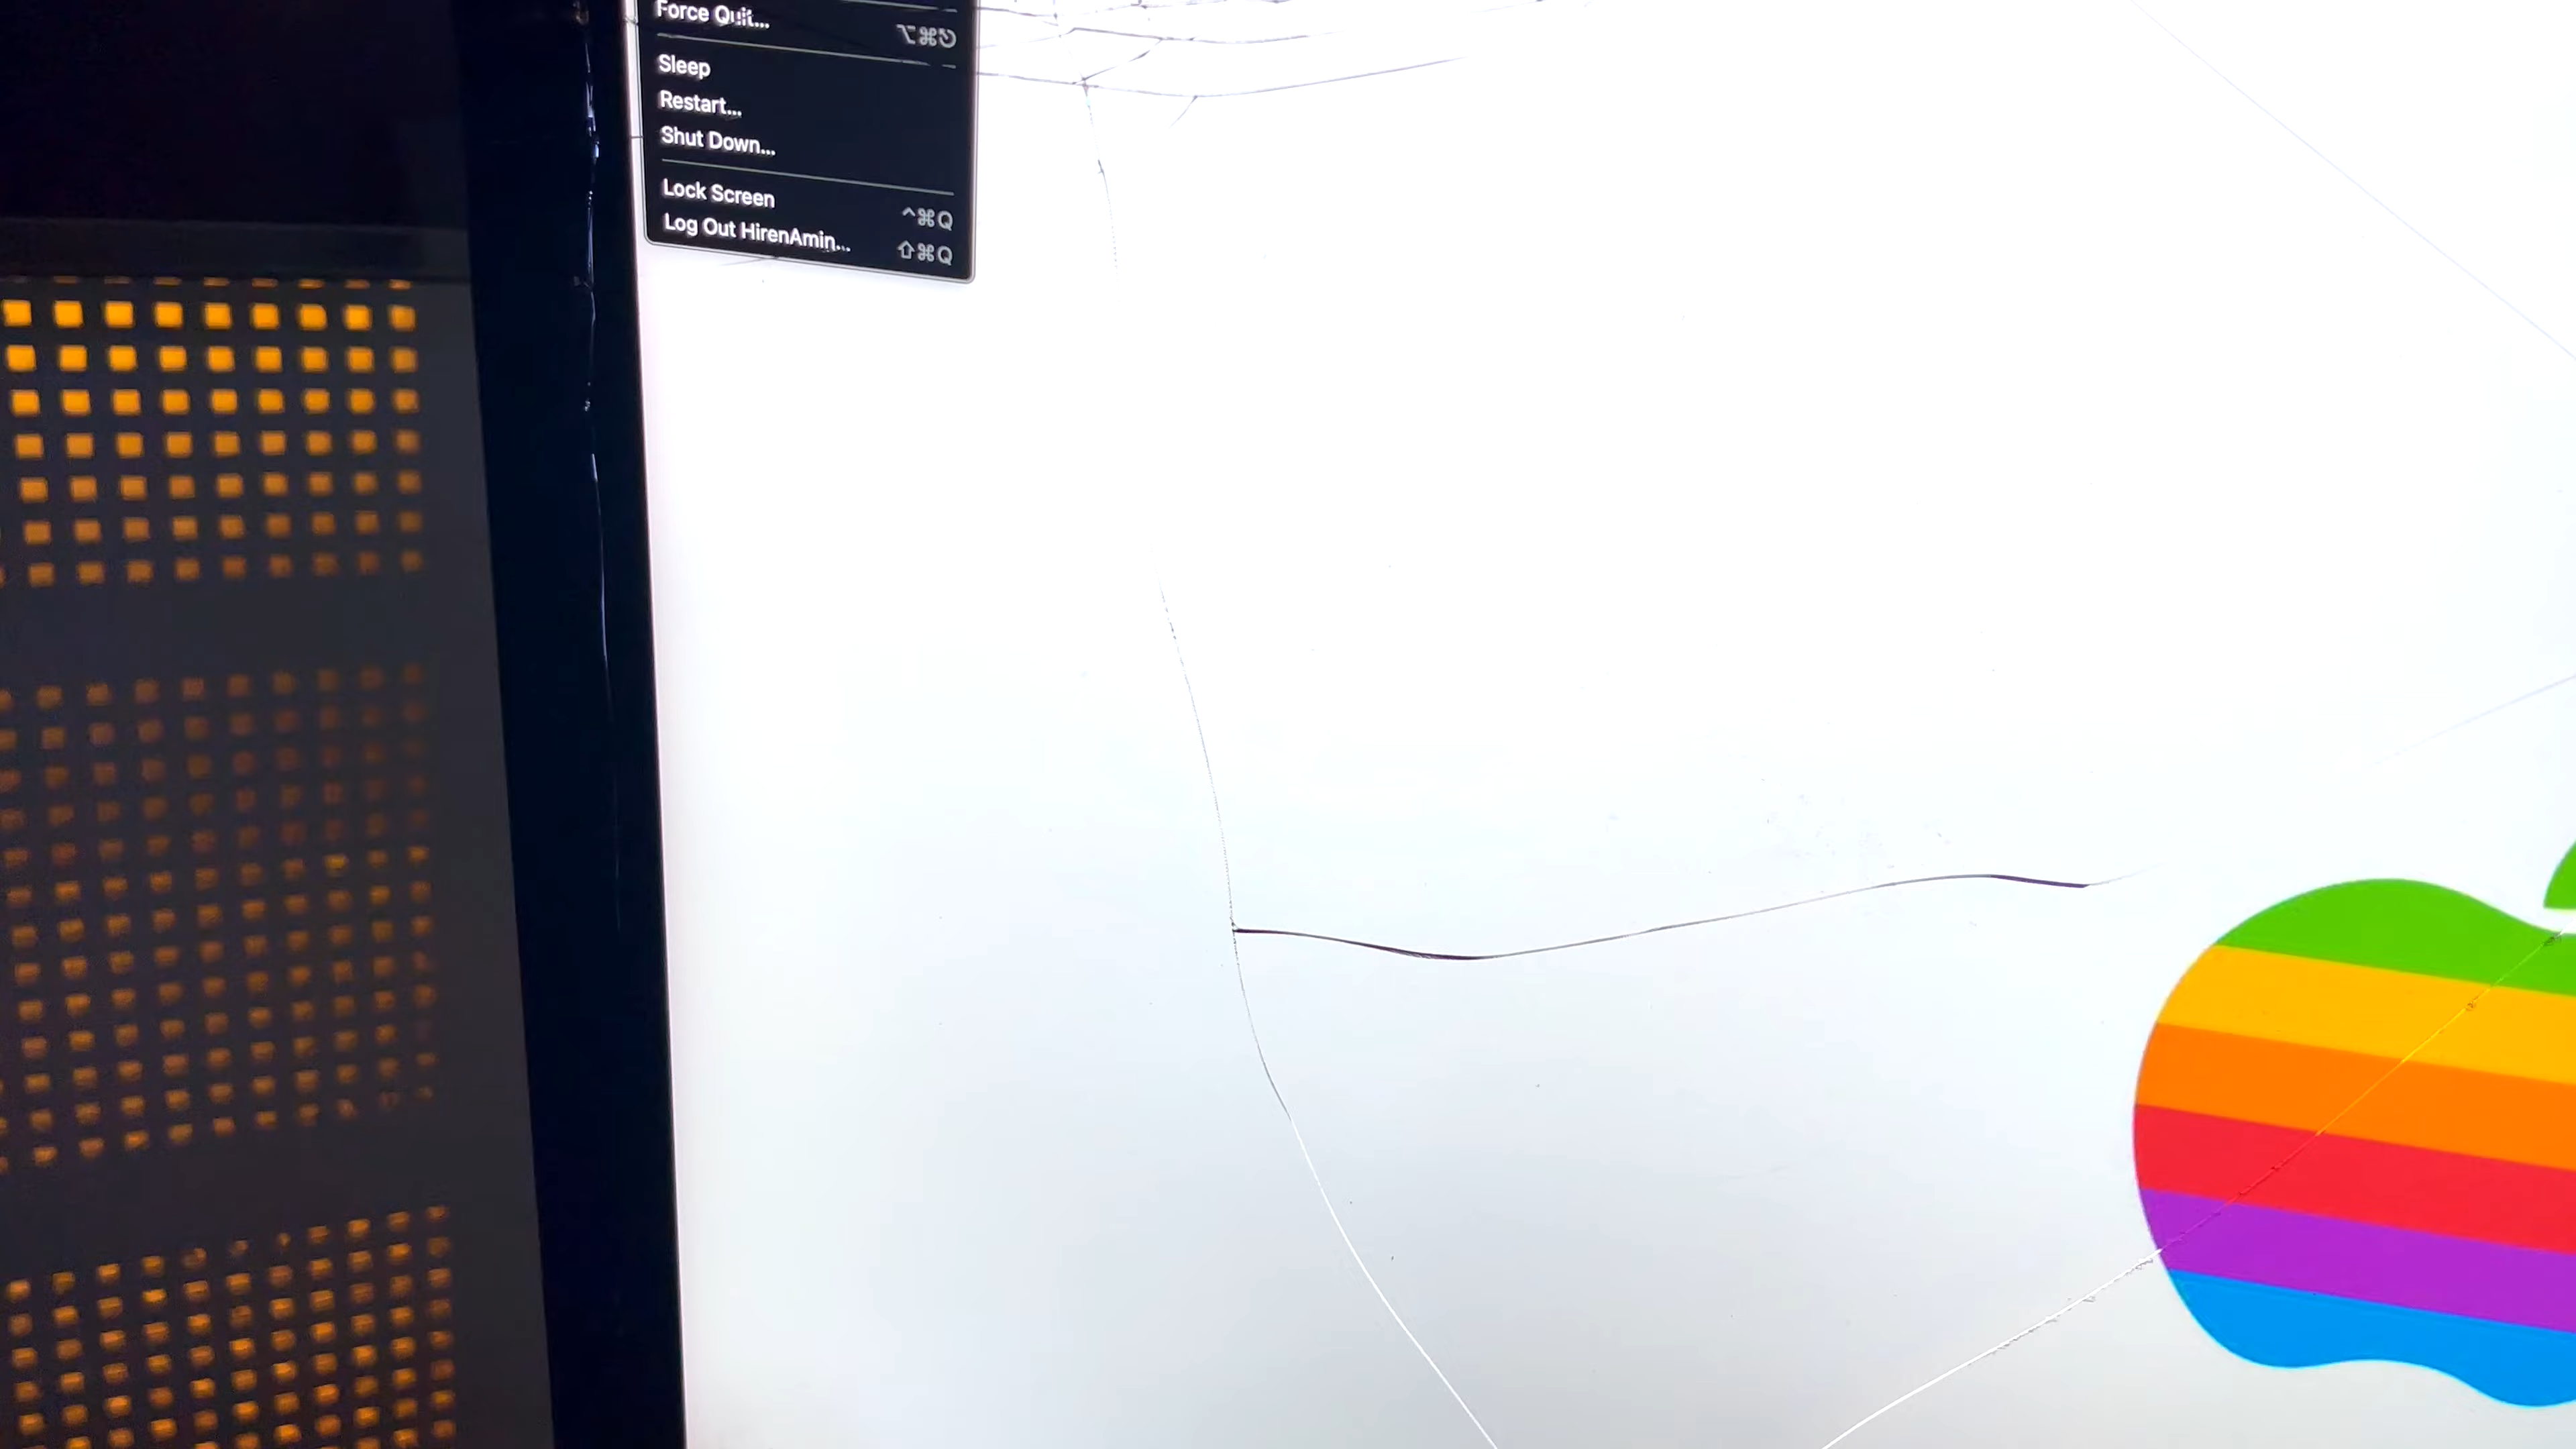 Force Quit... ⌥⌘⎋
Sleep
Restart...
Shut Down...
Lock Screen ^⌘Q
Log Out HirenAmin... ⇧⌘Q